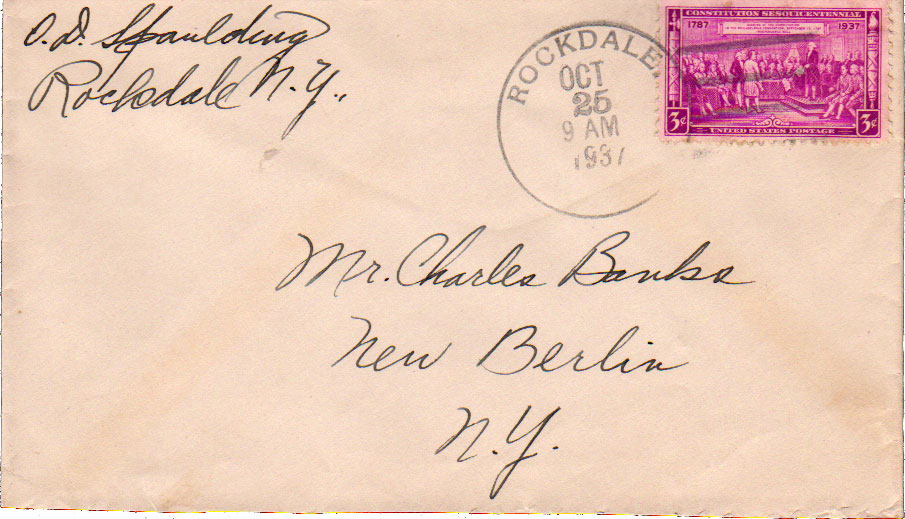 O. D. Spaulding
Rockdale N.Y.,
ROCKDALE
OCT
25
9 AM
1937
CONSTITUTION SESQUICENTENNIAL
1787 1937
3¢ 3¢
UNITED STATES POSTAGE
Mr. Charles Banks
New Berlin
N.Y.